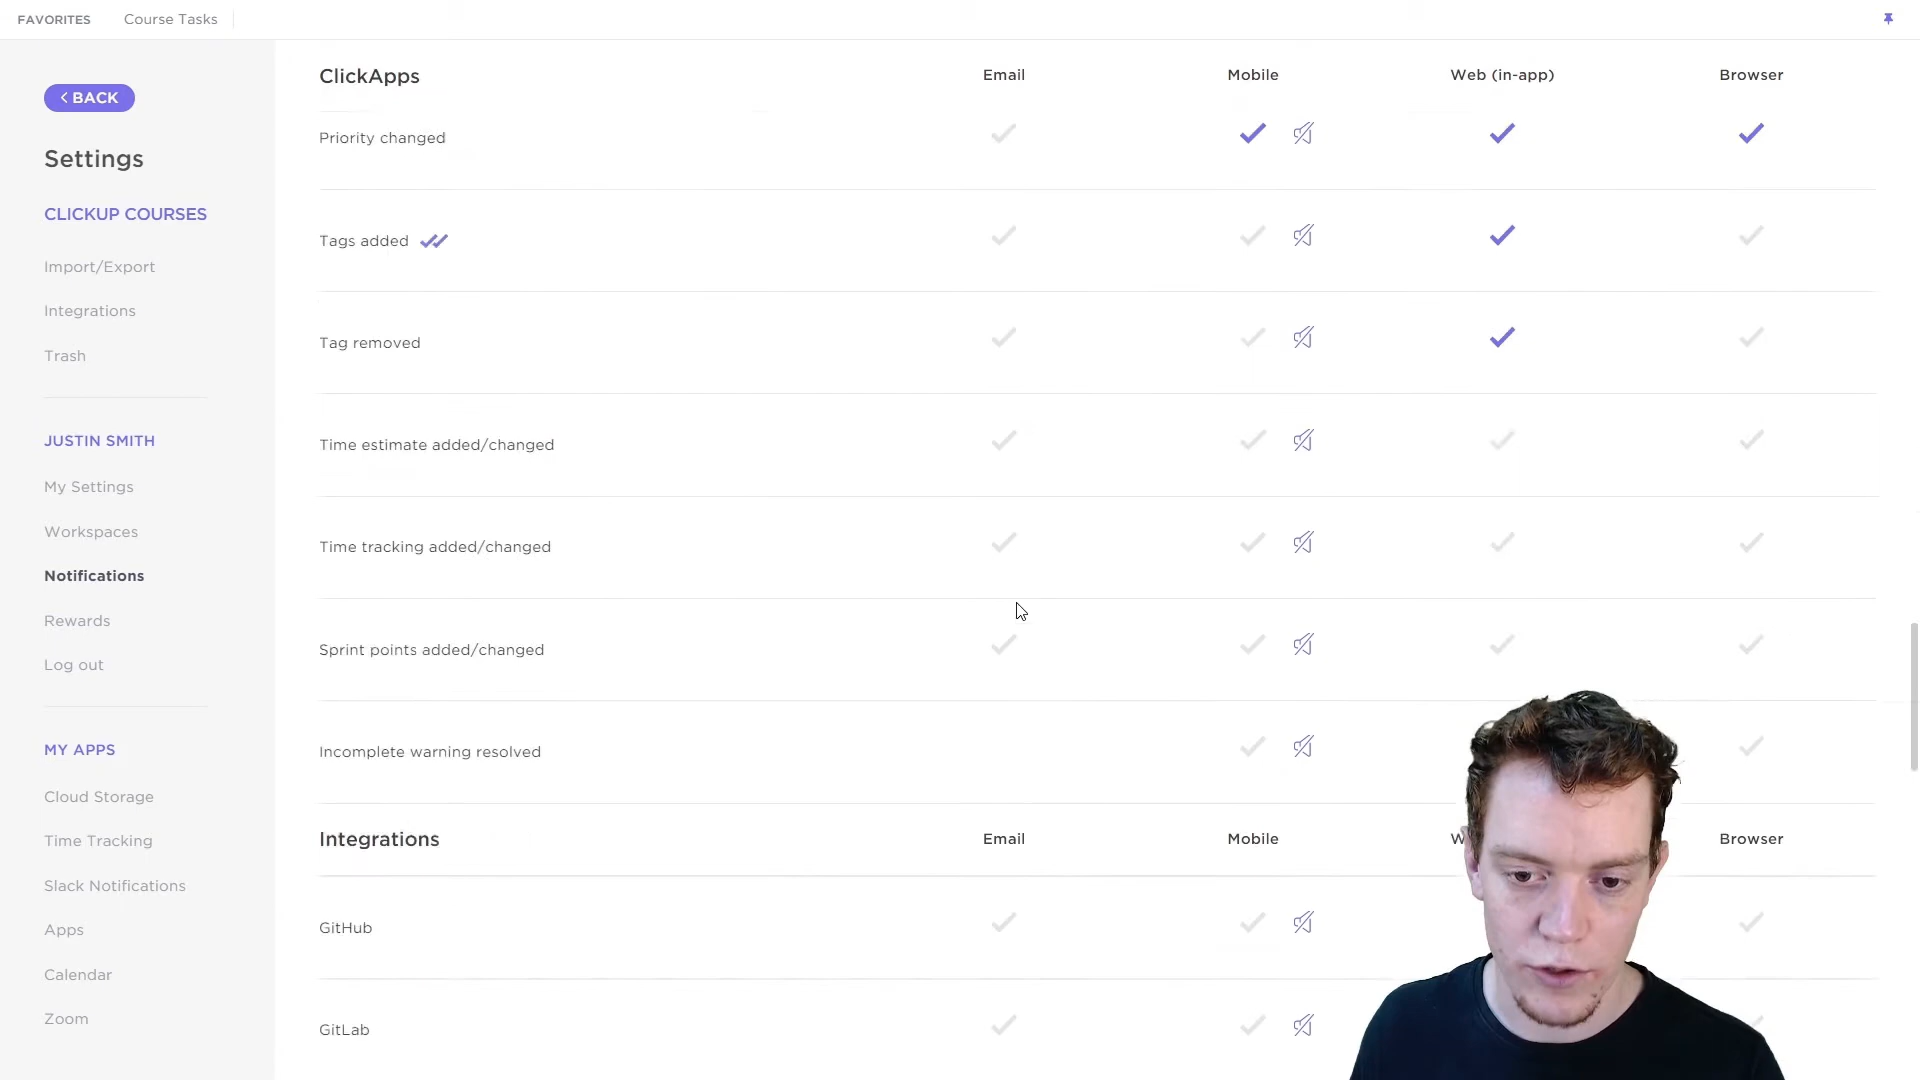 FAVORITES Course Tasks
BACK
Settings
CLICKUP COURSES
Import/Export
Integrations
Trash
JUSTIN SMITH
My Settings
Workspaces
Notifications
Rewards
Log out
MY APPS
Cloud Storage
Time Tracking
Slack Notifications
Apps
Calendar
Zoom
ClickApps Email Mobile Web (in-app) Browser
Priority changed
Tags added
Tag removed
Time estimate added/changed
Time tracking added/changed
Sprint points added/changed
Incomplete warning resolved
Integrations Email Mobile Browser
GitHub
GitLab